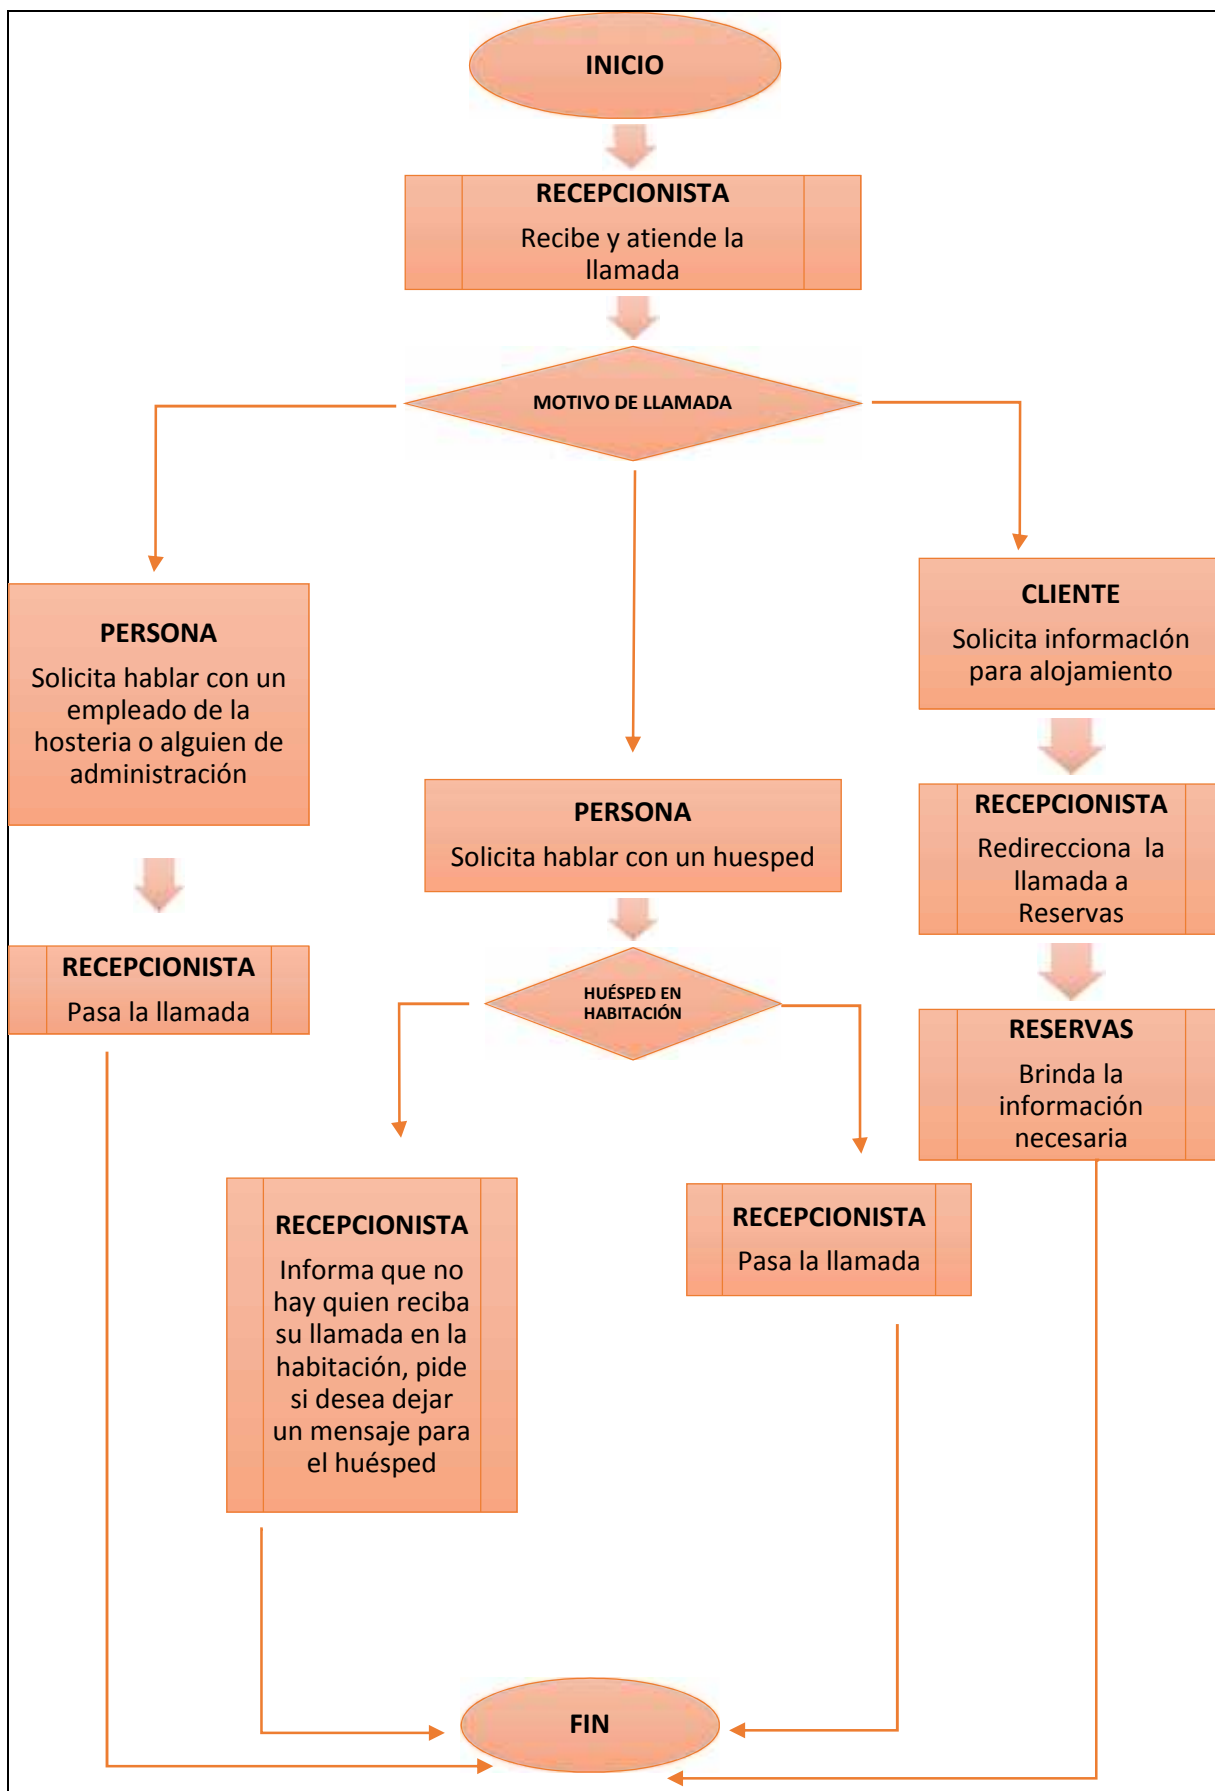 INICIO
RECEPCIONISTA
Recibe y atiende la
llamada
MOTIVO DE LLAMADA
PERSONA
Solicita hablar con un
empleado de la
hosteria o alguien de
administración
RECEPCIONISTA
Pasa la llamada
PERSONA
Solicita hablar con un huesped
HUÉSPED EN
HABITACIÓN
RECEPCIONISTA
Informa que no
hay quien reciba
su llamada en la
habitación, pide
si desea dejar
un mensaje para
el huésped
RECEPCIONISTA
Pasa la llamada
CLIENTE
Solicita informacIón
para alojamiento
RECEPCIONISTA
Redirecciona la
llamada a
Reservas
RESERVAS
Brinda la
información
necesaria
FIN